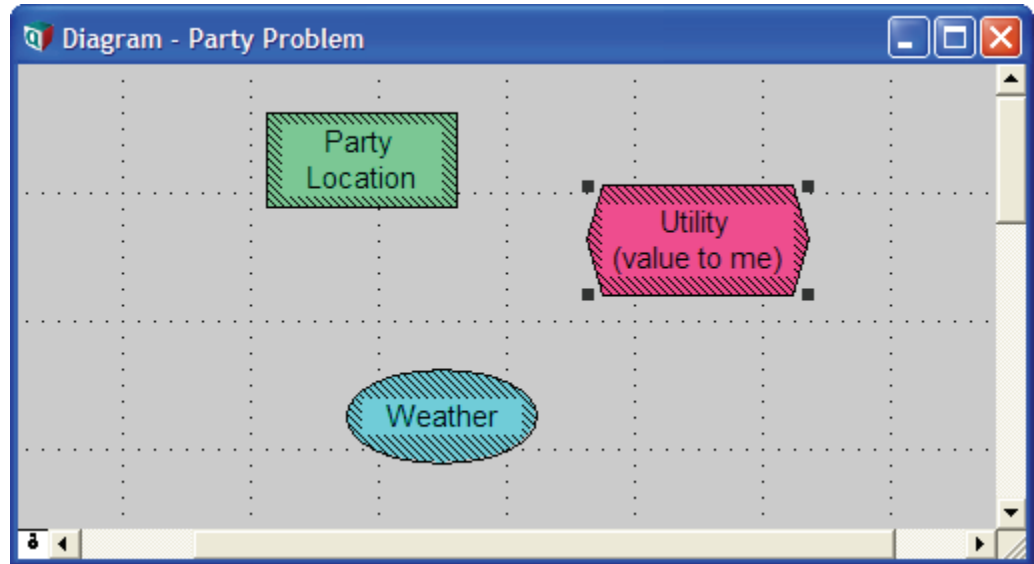 Diagram - Party Problem
Party
Location
Utility
(value to me)
Weather